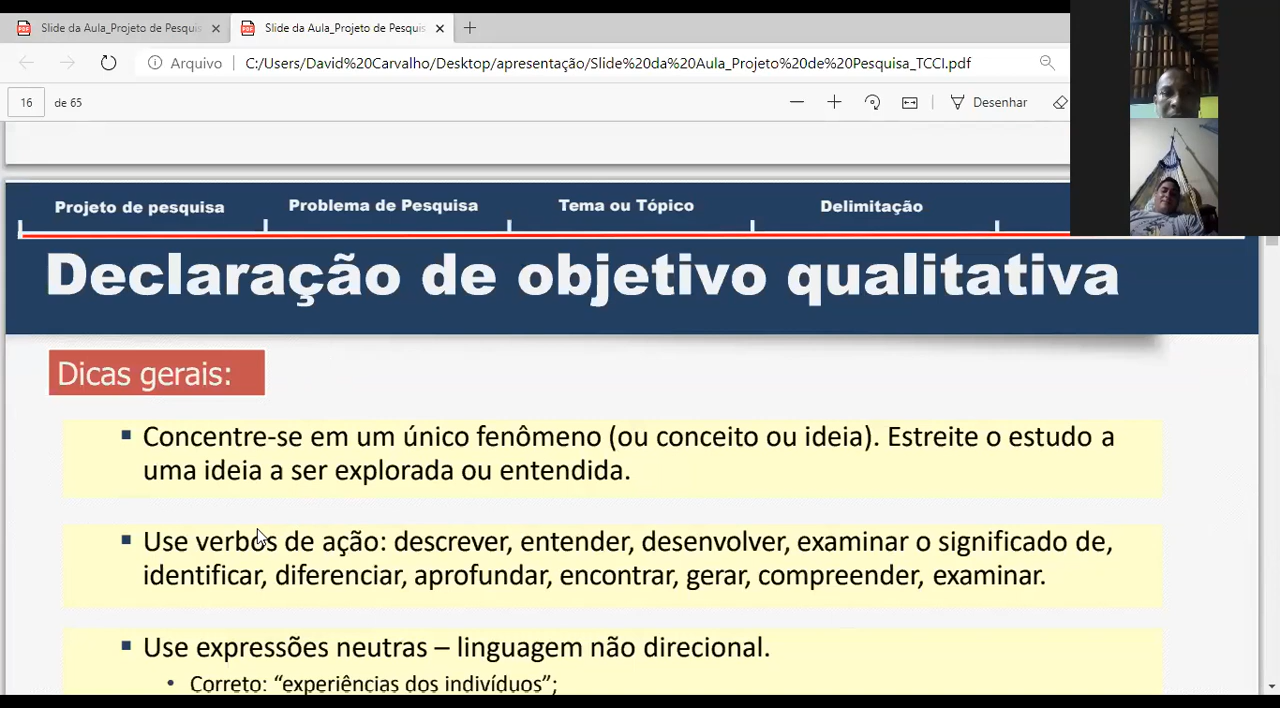 Slide da Aula_Projeto de Pesquis
Slide da Aula_Projeto de Pesquis
Arquivo
C:/Users/David%20Carvalho/Desktop/apresentação/Slide%20da%20Aula_Projeto%20de%20Pesquisa_TCCI.pdf
16 de 65
Desenhar
Projeto de pesquisa
Problema de Pesquisa
Tema ou Tópico
Delimitação
Declaração de objetivo qualitativa
Dicas gerais:
▪ Concentre-se em um único fenômeno (ou conceito ou ideia). Estreite o estudo a
uma ideia a ser explorada ou entendida.
▪ Use verbos de ação: descrever, entender, desenvolver, examinar o significado de,
identificar, diferenciar, aprofundar, encontrar, gerar, compreender, examinar.
▪ Use expressões neutras – linguagem não direcional.
• Correto: “experiências dos indivíduos”;